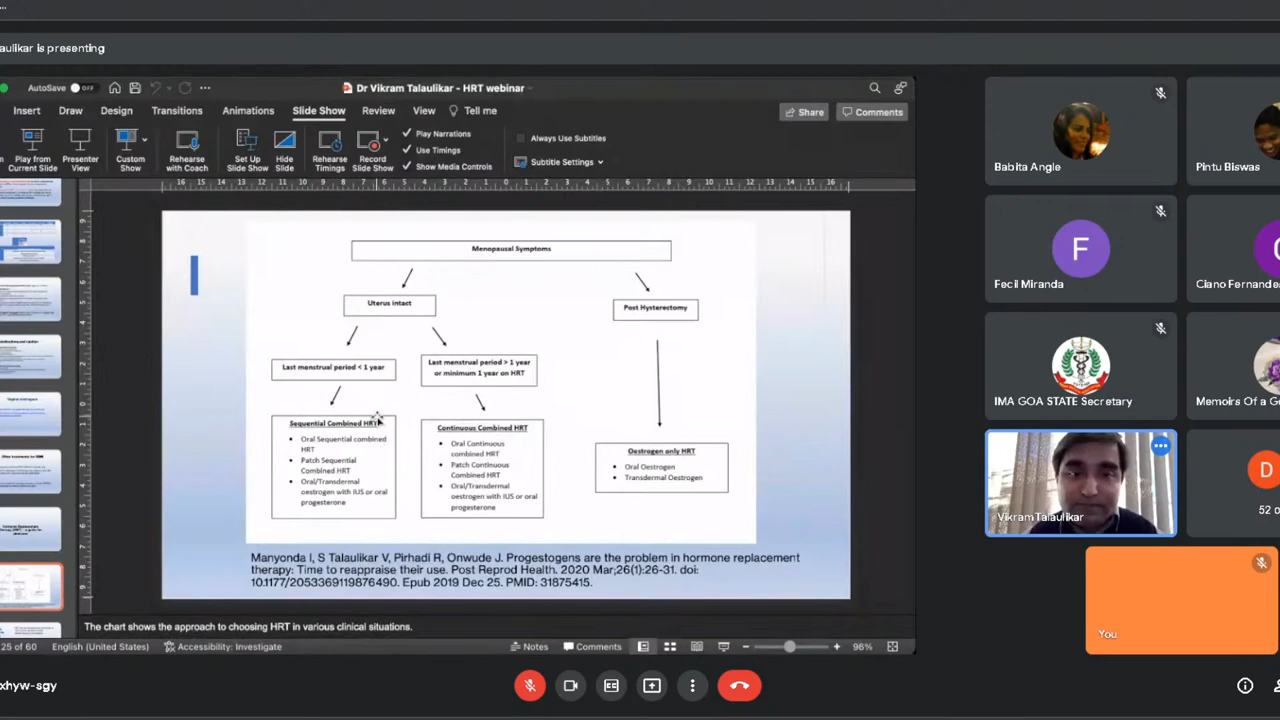 aulikar is presenting
AutoSave OFF
Dr Vikram Talaulikar - HRT webinar
Insert Draw Design Transitions Animations Slide Show Review View Tell me
Share Comments
Play from Current Slide
Presenter View
Custom Show
Rehearse with Coach
Set Up Slide Show
Hide Slide
Rehearse Timings
Record Slide Show
Play Narrations
Use Timings
Show Media Controls
Always Use Subtitles
Subtitle Settings
Menopausal Symptoms
Uterus intact
Post Hysterectomy
Last menstrual period < 1 year
Last menstrual period > 1 year
or minimum 1 year on HRT
Sequential Combined HRT
• Oral Sequential combined
HRT
• Patch Sequential
Combined HRT
• Oral/Transdermal
estrogen with IUS or oral
progesterone
Continuous Combined HRT
• Oral Continuous
combined HRT
• Patch Continuous
Combined HRT
• Oral/Transdermal
oestrogen with IUS or oral
progesterone
Oestrogen only HRT
• Oral Oestrogen
• Transdermal Oestrogen
Manyonda I, S Talaulikar V, Pirhadi R, Onwude J. Progestogens are the problem in hormone replacement
therapy: Time to reappraise their use. Post Reprod Health. 2020 Mar;26(1):26-31. doi:
10.1177/2053369119876490. Epub 2019 Dec 25. PMID: 31875415.
The chart shows the approach to choosing HRT in various clinical situations.
25 of 60 English (United States) Accessibility: Investigate Notes Comments 96%
Babita Angle
Pintu Biswas
F
Fecil Miranda
Ciano Fernande
IMA GOA STATE Secretary
Memoirs Of a G
Vikram Talaulikar
D
52 o
You
xhyw-sgy